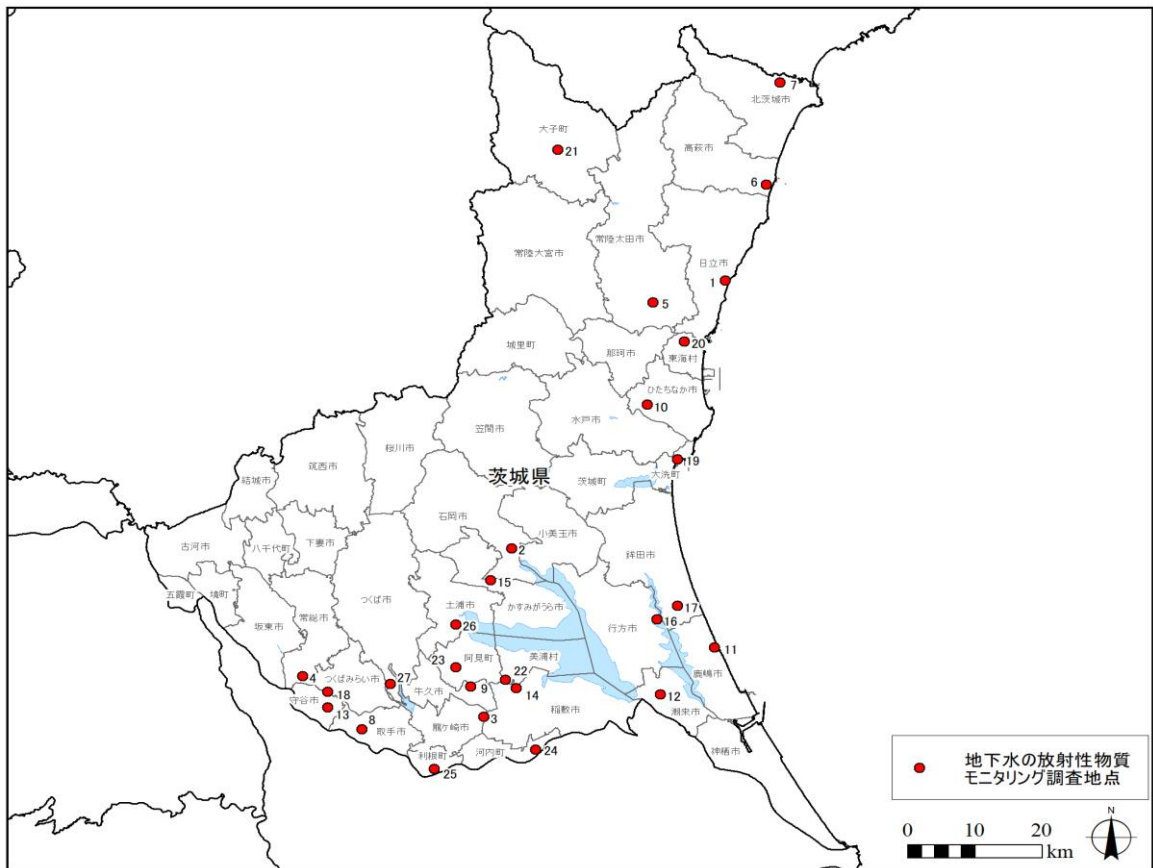 7
北茨城市
大子町
21
高萩市
6
常陸太田市
常陸大宮市
日立市
1
5
城里町
那珂市
20
東海村
ひたちなか市
10
水戸市
笠間市
桜川市
筑西市
19
大洗町
茨城県
茨城町
結城市
石岡市
小美玉市
鉾田市
古河市
八千代町
下妻市
2
15
五霞町
境町
つくば市
かすみがうら市
土浦市
17
常総市
坂東市
26
行方市
16
11
23
阿見町
美浦村
22
鹿嶋市
4
つくばみらい市
27
牛久市
9
14
12
18
守谷市
稲敷市
潮来市
13
8
取手市
龍ケ崎市
3
24
神栖市
利根町
河内町
25
地下水の放射性物質
モニタリング調査地点
N
0 10 20
km